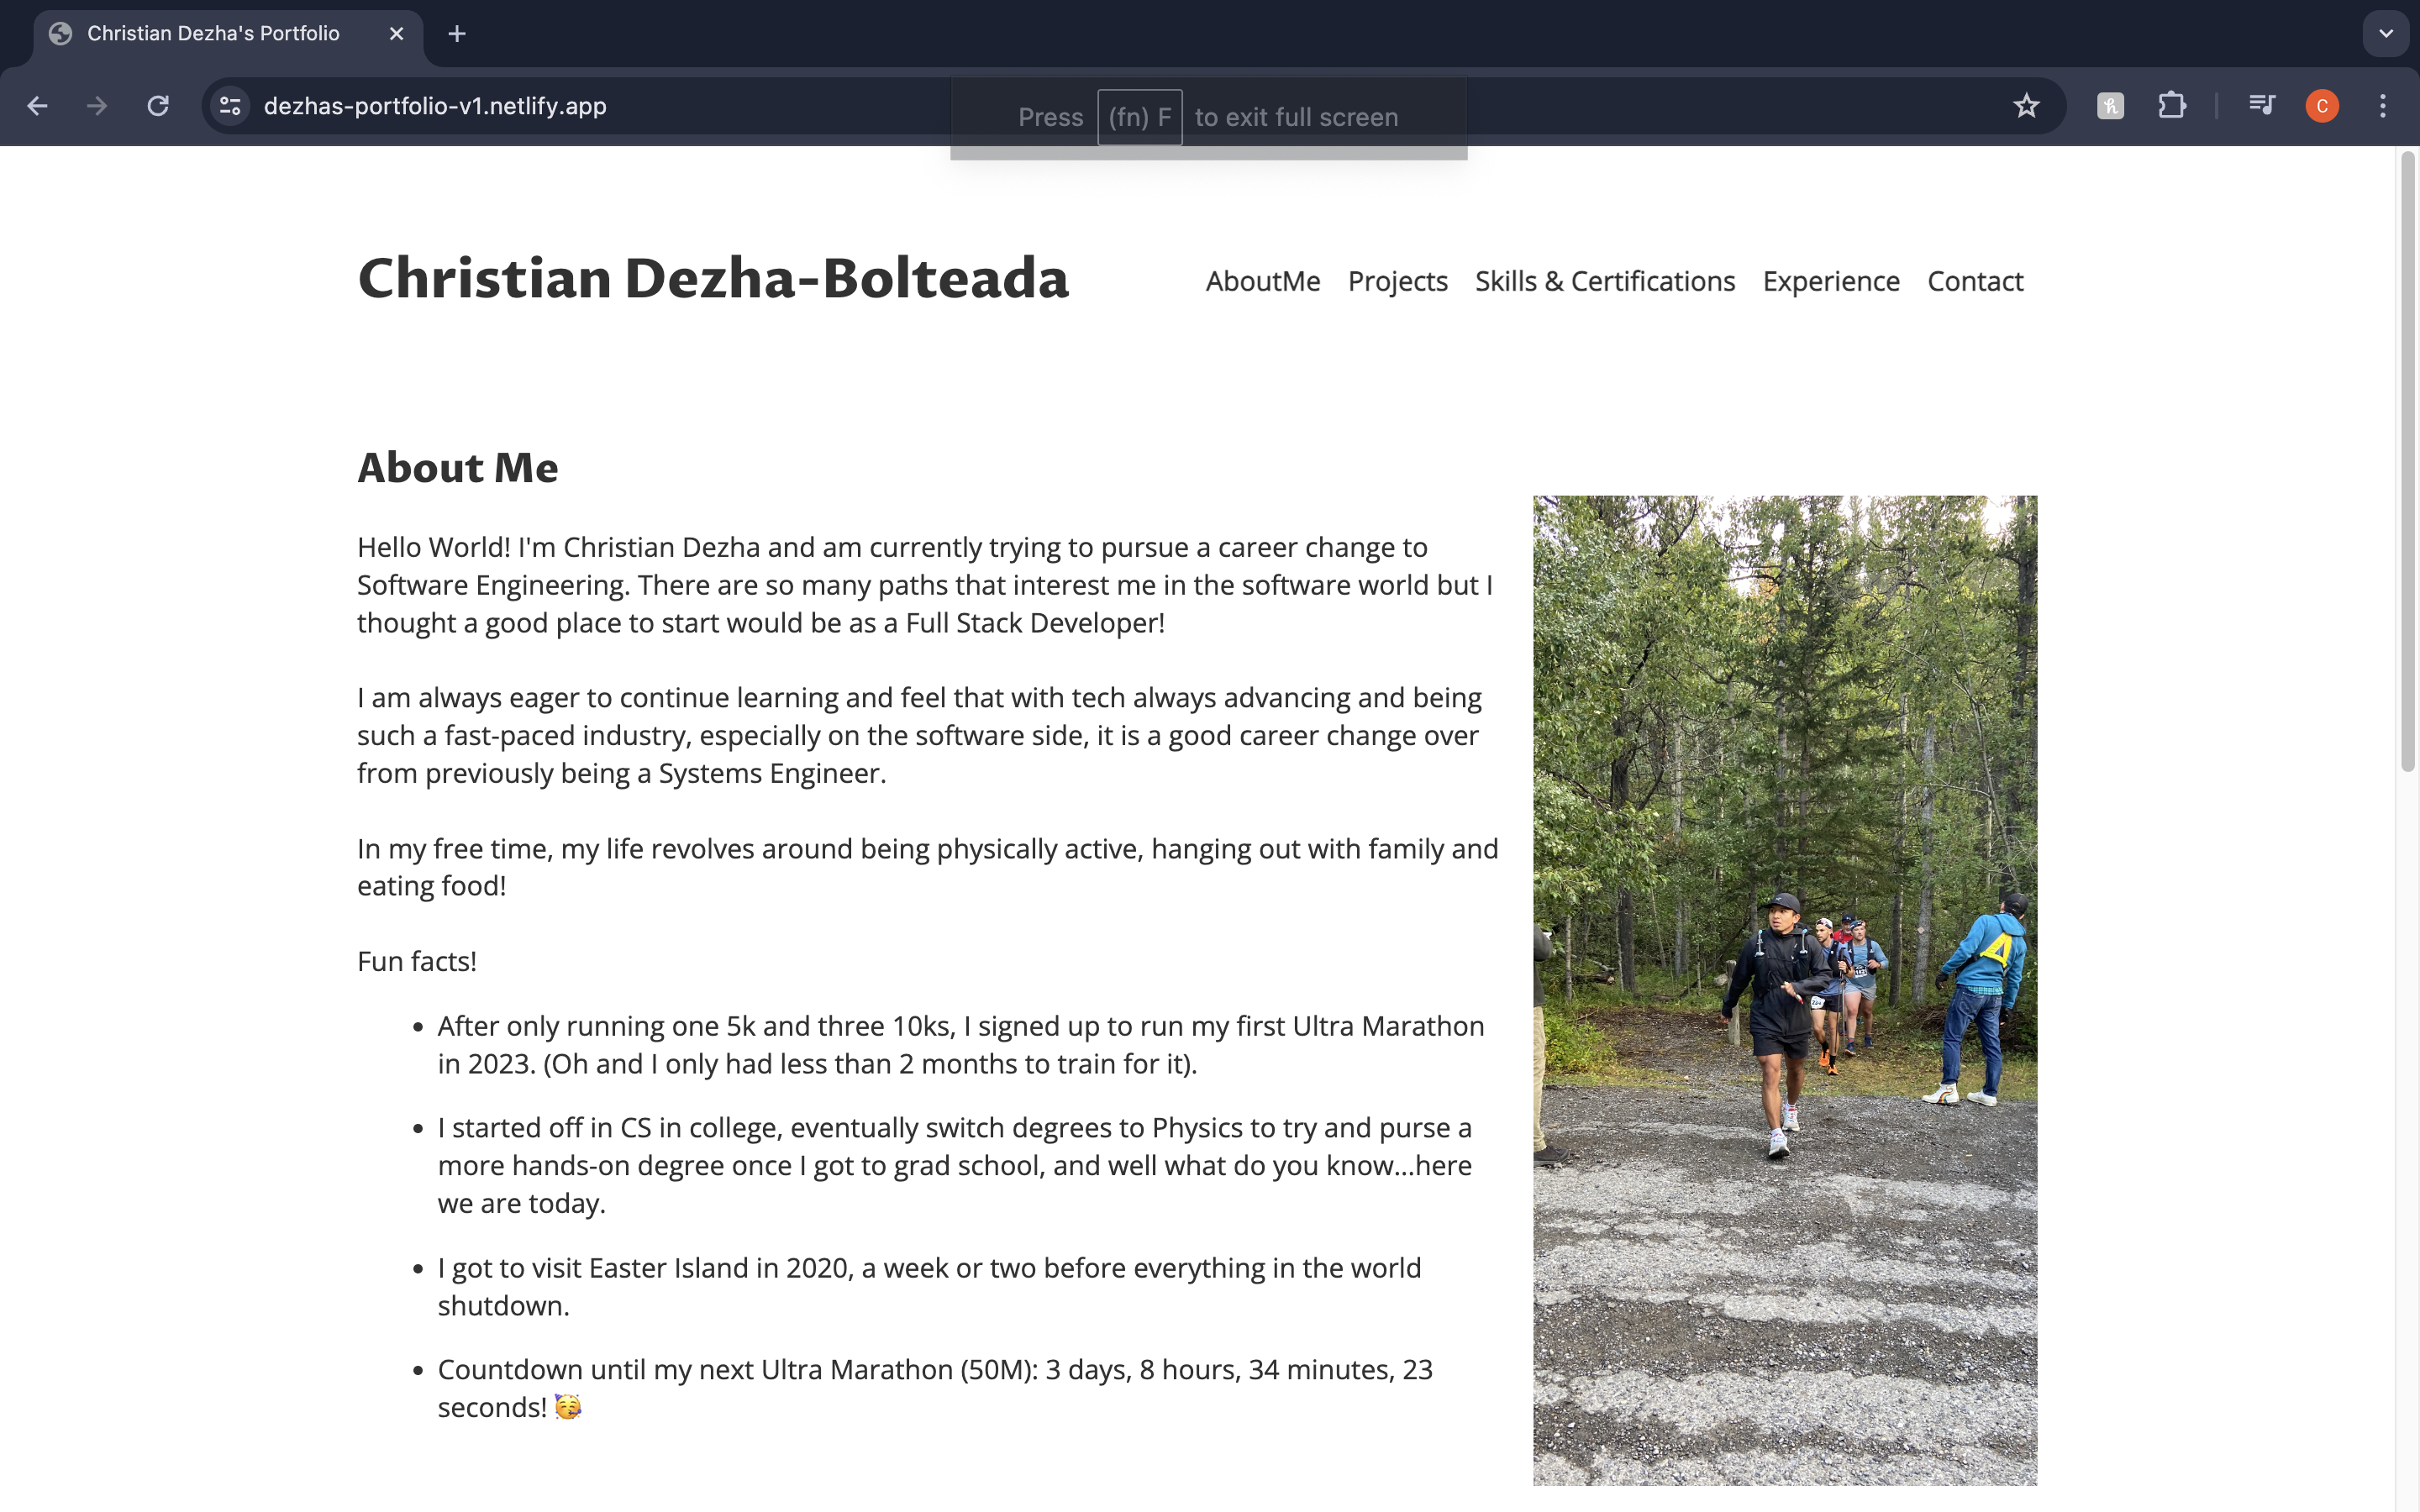 Christian Dezha's Portfolio
dezhas-portfolio-v1.netlify.app
Press (fn) F to exit full screen
C
Christian Dezha-Bolteada
AboutMe Projects Skills & Certifications Experience Contact
About Me
Hello World! I'm Christian Dezha and am currently trying to pursue a career change to
Software Engineering. There are so many paths that interest me in the software world but I
thought a good place to start would be as a Full Stack Developer!
I am always eager to continue learning and feel that with tech always advancing and being
such a fast-paced industry, especially on the software side, it is a good career change over
from previously being a Systems Engineer.
In my free time, my life revolves around being physically active, hanging out with family and
eating food!
Fun facts!
• After only running one 5k and three 10ks, I signed up to run my first Ultra Marathon
in 2023. (Oh and I only had less than 2 months to train for it).
• I started off in CS in college, eventually switch degrees to Physics to try and purse a
more hands-on degree once I got to grad school, and well what do you know...here
we are today.
• I got to visit Easter Island in 2020, a week or two before everything in the world
shutdown.
• Countdown until my next Ultra Marathon (50M): 3 days, 8 hours, 34 minutes, 23
seconds! 🥳